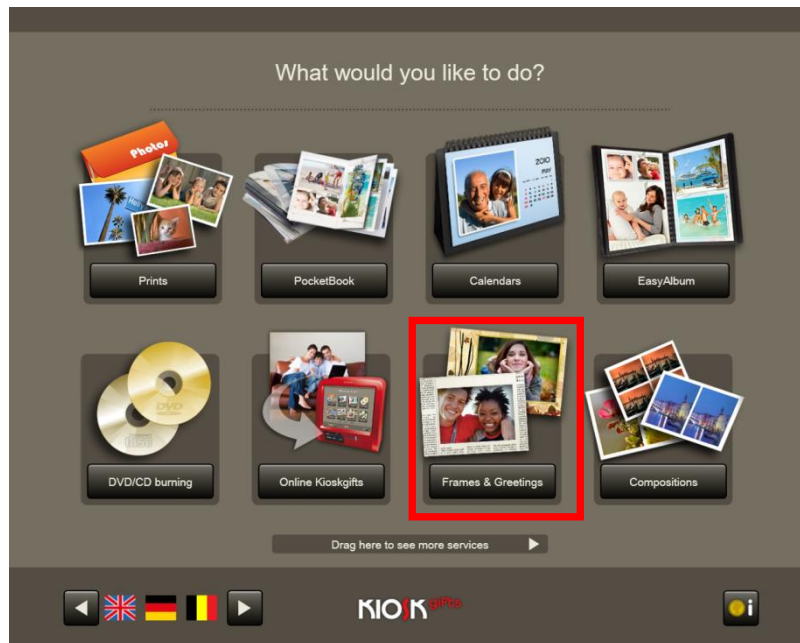 What would you like to do?
Photos
2010
may
Prints
PocketBook
Calendars
EasyAlbum
DVD
DVD/CD burning
Online Kioskgifts
Frames & Greetings
Compositions
Drag here to see more services
KIOSK gifts
i